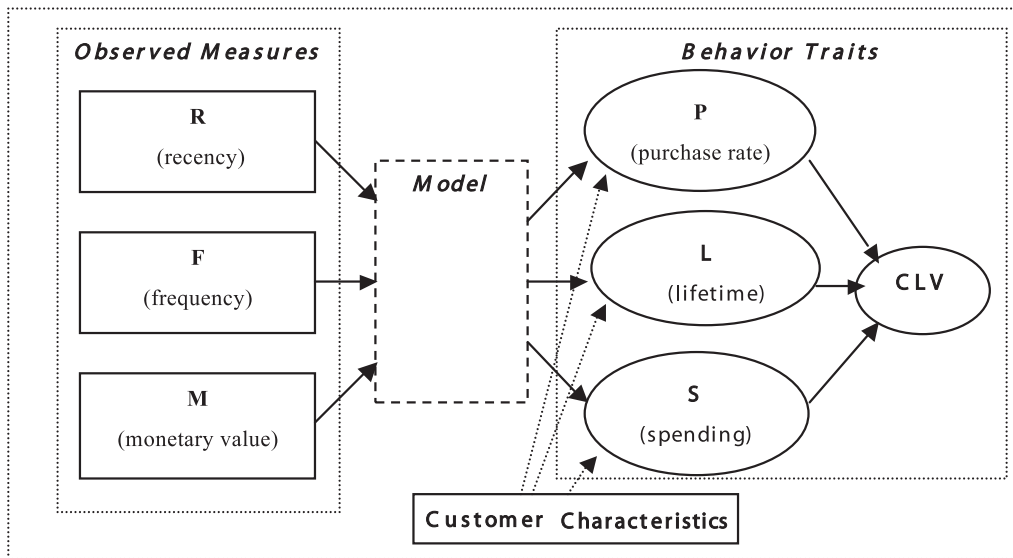 Observed Measures
R
(recency)
F
(frequency)
M
(monetary value)
Model
Behavior Traits
P
(purchase rate)
L
(lifetime)
S
(spending)
CLV
Customer Characteristics